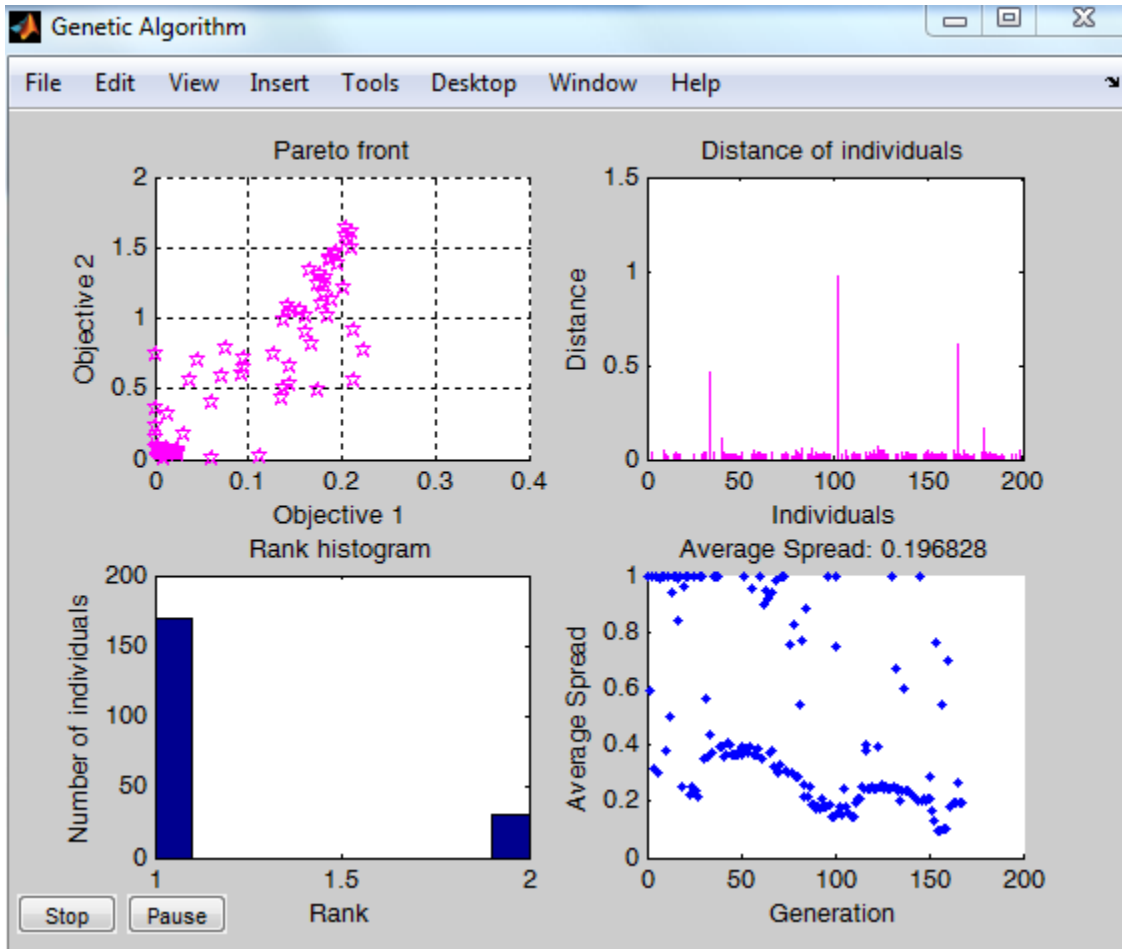 Genetic Algorithm
File Edit View Insert Tools Desktop Window Help
Pareto front
2
1.5
1
0.5
0
0 0.1 0.2 0.3 0.4
Objective 2
Objective 1
Distance of individuals
1.5
1
0.5
0
0 50 100 150 200
Distance
Individuals
Rank histogram
200
150
100
50
0
1 1.5 2
Number of individuals
Rank
Average Spread: 0.196828
1
0.8
0.6
0.4
0.2
0
0 50 100 150 200
Average Spread
Generation
Stop Pause